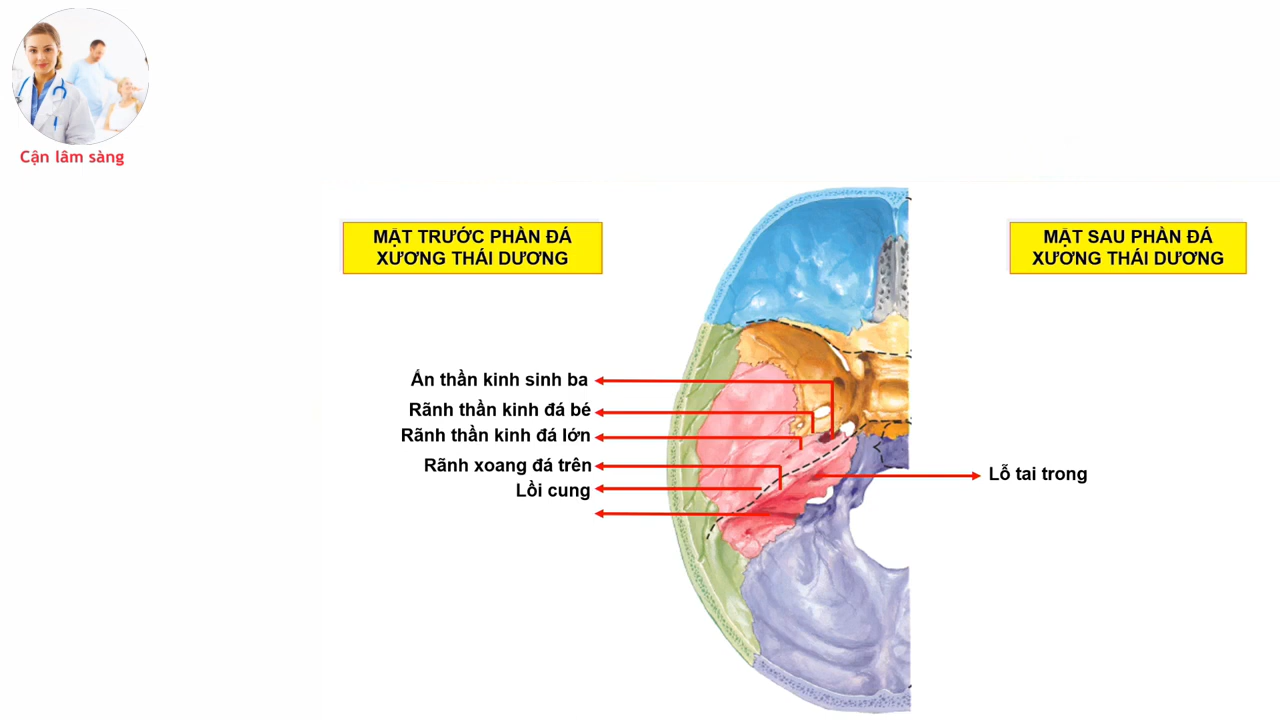 Cận lâm sàng
MẶT TRƯỚC PHẦN ĐÁ
XƯƠNG THÁI DƯƠNG
MẶT SAU PHẦN ĐÁ
XƯƠNG THÁI DƯƠNG
Ấn thần kinh sinh ba
Rãnh thần kinh đá bé
Rãnh thần kinh đá lớn
Rãnh xoang đá trên
Lồi cung
Lỗ tai trong